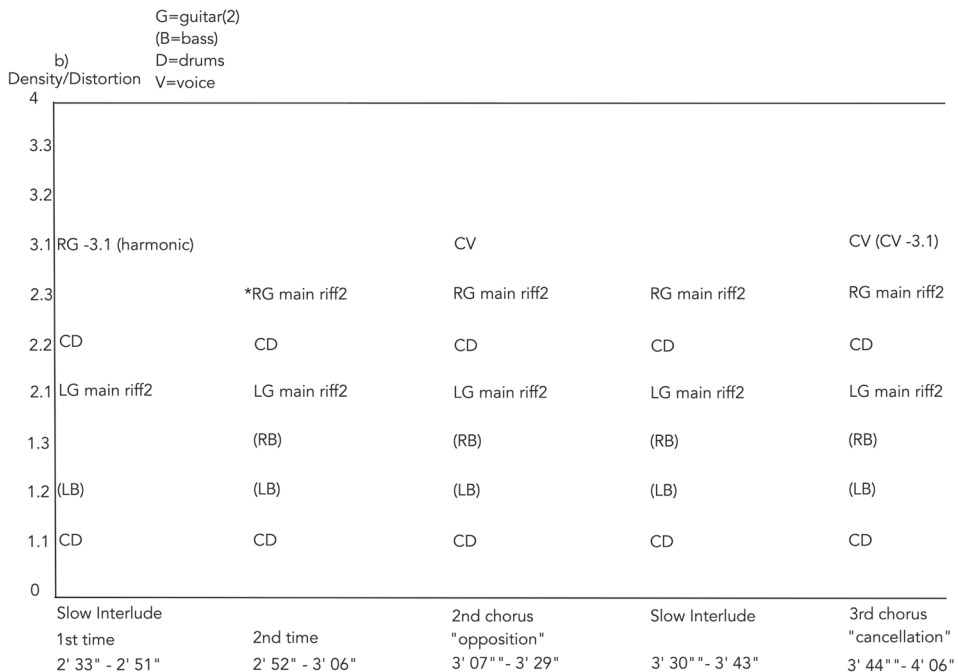 G=guitar(2)
(B=bass)
b) D=drums
Density/Distortion V=voice
4
3.3
3.2
3.1 RG -3.1 (harmonic) CV CV (CV -3.1)
2.3 *RG main riff2 RG main riff2 RG main riff2 RG main riff2
2.2 CD CD CD CD CD
2.1 LG main riff2 LG main riff2 LG main riff2 LG main riff2 LG main riff2
1.3 (RB) (RB) (RB) (RB)
1.2 (LB) (LB) (LB) (LB) (LB)
1.1 CD CD CD CD CD
0
Slow Interlude 2nd chorus Slow Interlude 3rd chorus
1st time 2nd time "opposition" "cancellation"
2' 33" - 2' 51" 2' 52" - 3' 06" 3' 07""- 3' 29" 3' 30""- 3' 43" 3' 44""- 4' 06"